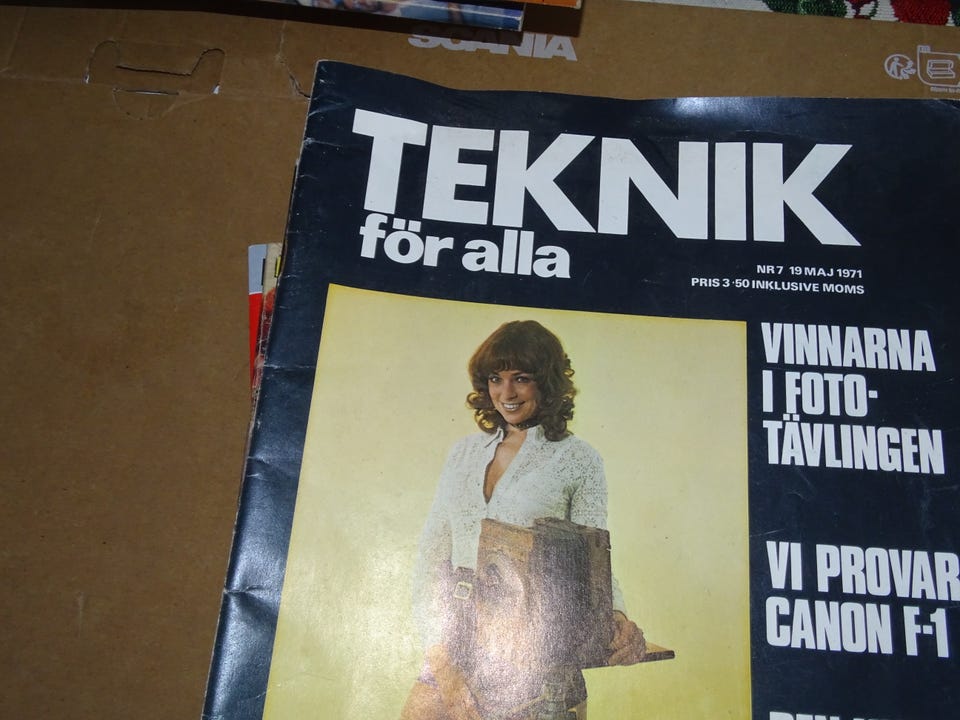 SCANIA
TEKNIK
för alla
NR 7 19 MAJ 1971
PRIS 3·50 INKLUSIVE MOMS
VINNARNA
I FOTO-
TÄVLINGEN
VI PROVAR
CANON F-1